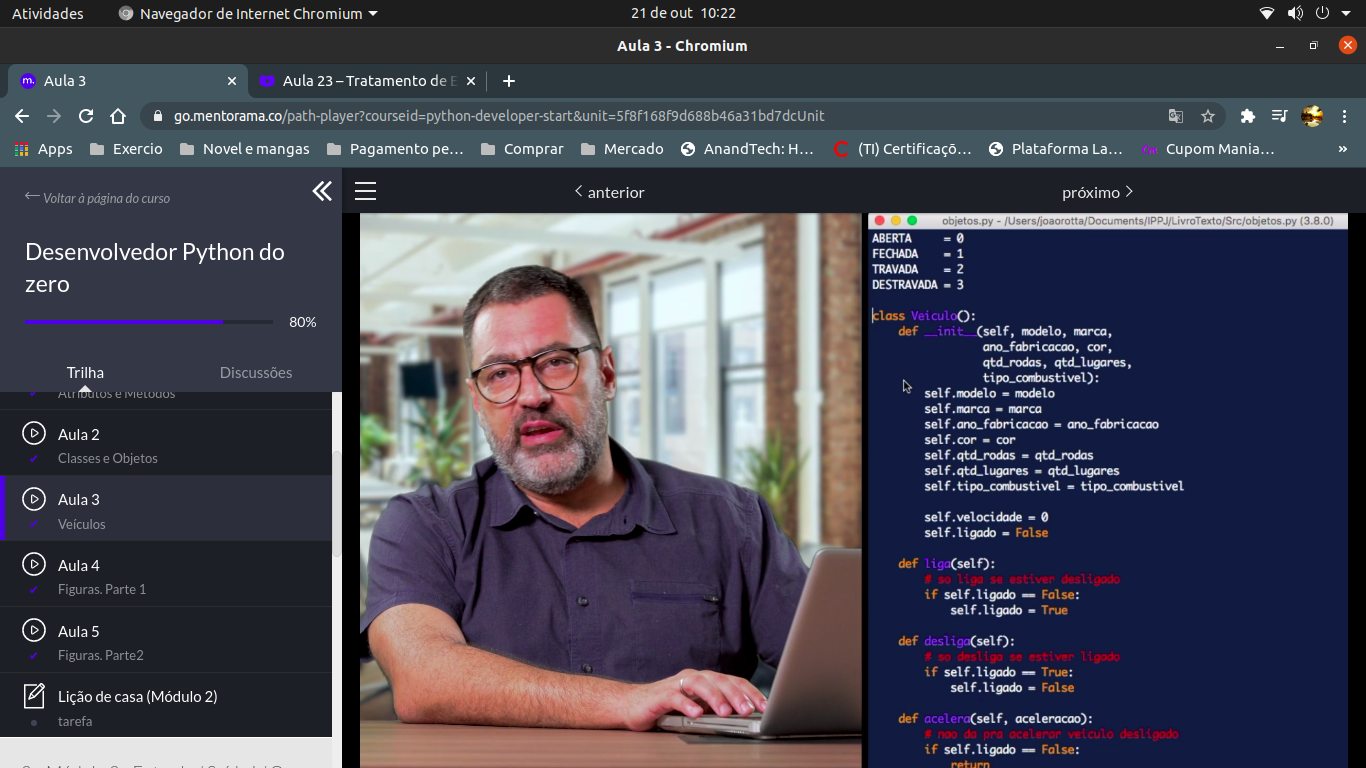 Atividades
Navegador de Internet Chromium
21 de out 10:22
Aula 3 - Chromium
m. Aula 3
Aula 23 – Tratamento de E
go.mentorama.co/path-player?courseid=python-developer-start&unit=5f8f168f9d688b46a31bd7dcUnit
Apps
Exercio
Novel e mangas
Pagamento pe…
Comprar
Mercado
AnandTech: H…
(TI) Certificaçõ…
Plataforma La…
Cupom Mania…
»
Voltar à página do curso
Desenvolvedor Python do
zero
80%
Trilha
Discussões
Atributos e Métodos
Aula 2
Classes e Objetos
Aula 3
Veículos
Aula 4
Figuras. Parte 1
Aula 5
Figuras. Parte2
Lição de casa (Módulo 2)
tarefa
anterior
próximo
objetos.py - /Users/joaorotta/Documents/IPPJ/LivroTexto/Src/objetos.py (3.8.0)
ABERTA = 0
FECHADA = 1
TRAVADA = 2
DESTRAVADA = 3
class Veiculo():
def __init__(self, modelo, marca,
ano_fabricacao, cor,
qtd_rodas, qtd_lugares,
tipo_combustivel):
self.modelo = modelo
self.marca = marca
self.ano_fabricacao = ano_fabricacao
self.cor = cor
self.qtd_rodas = qtd_rodas
self.qtd_lugares = qtd_lugares
self.tipo_combustivel = tipo_combustivel
self.velocidade = 0
self.ligado = False
def liga(self):
# so liga se estiver desligado
if self.ligado == False:
self.ligado = True
def desliga(self):
# so desliga se estiver ligado
if self.ligado == True:
self.ligado = False
def acelera(self, aceleracao):
# nao da pra acelerar veiculo desligado
if self.ligado == False:
return